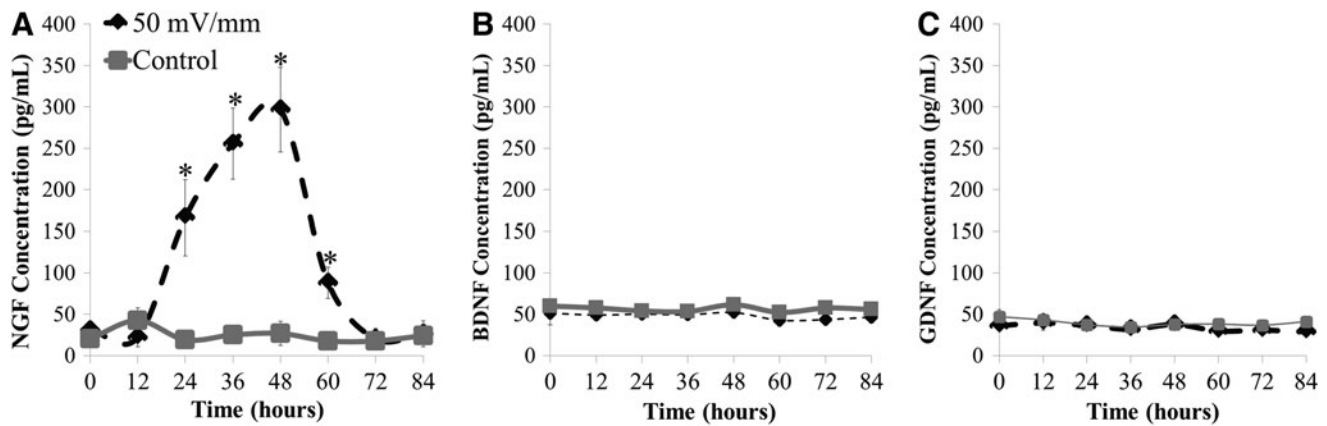 A
50 mV/mm
Control
NGF Concentration (pg/mL)
400
350
300
250
200
150
100
50
0
*
*
*
*
0 12 24 36 48 60 72 84
Time (hours)
B
BDNF Concentration (pg/mL)
400
350
300
250
200
150
100
50
0
0 12 24 36 48 60 72 84
Time (hours)
C
GDNF Concentration (pg/mL)
400
350
300
250
200
150
100
50
0
0 12 24 36 48 60 72 84
Time (hours)